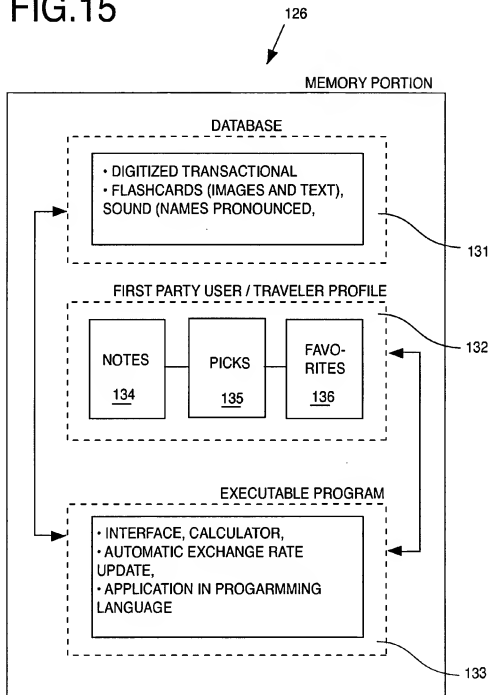 FIG.15
126
MEMORY PORTION
DATABASE
• DIGITIZED TRANSACTIONAL
• FLASHCARDS (IMAGES AND TEXT),
SOUND (NAMES PRONOUNCED,
131
FIRST PARTY USER / TRAVELER PROFILE
132
NOTES
134
PICKS
135
FAVO-
RITES
136
EXECUTABLE PROGRAM
• INTERFACE, CALCULATOR,
• AUTOMATIC EXCHANGE RATE
UPDATE,
• APPLICATION IN PROGARMMING
LANGUAGE
133